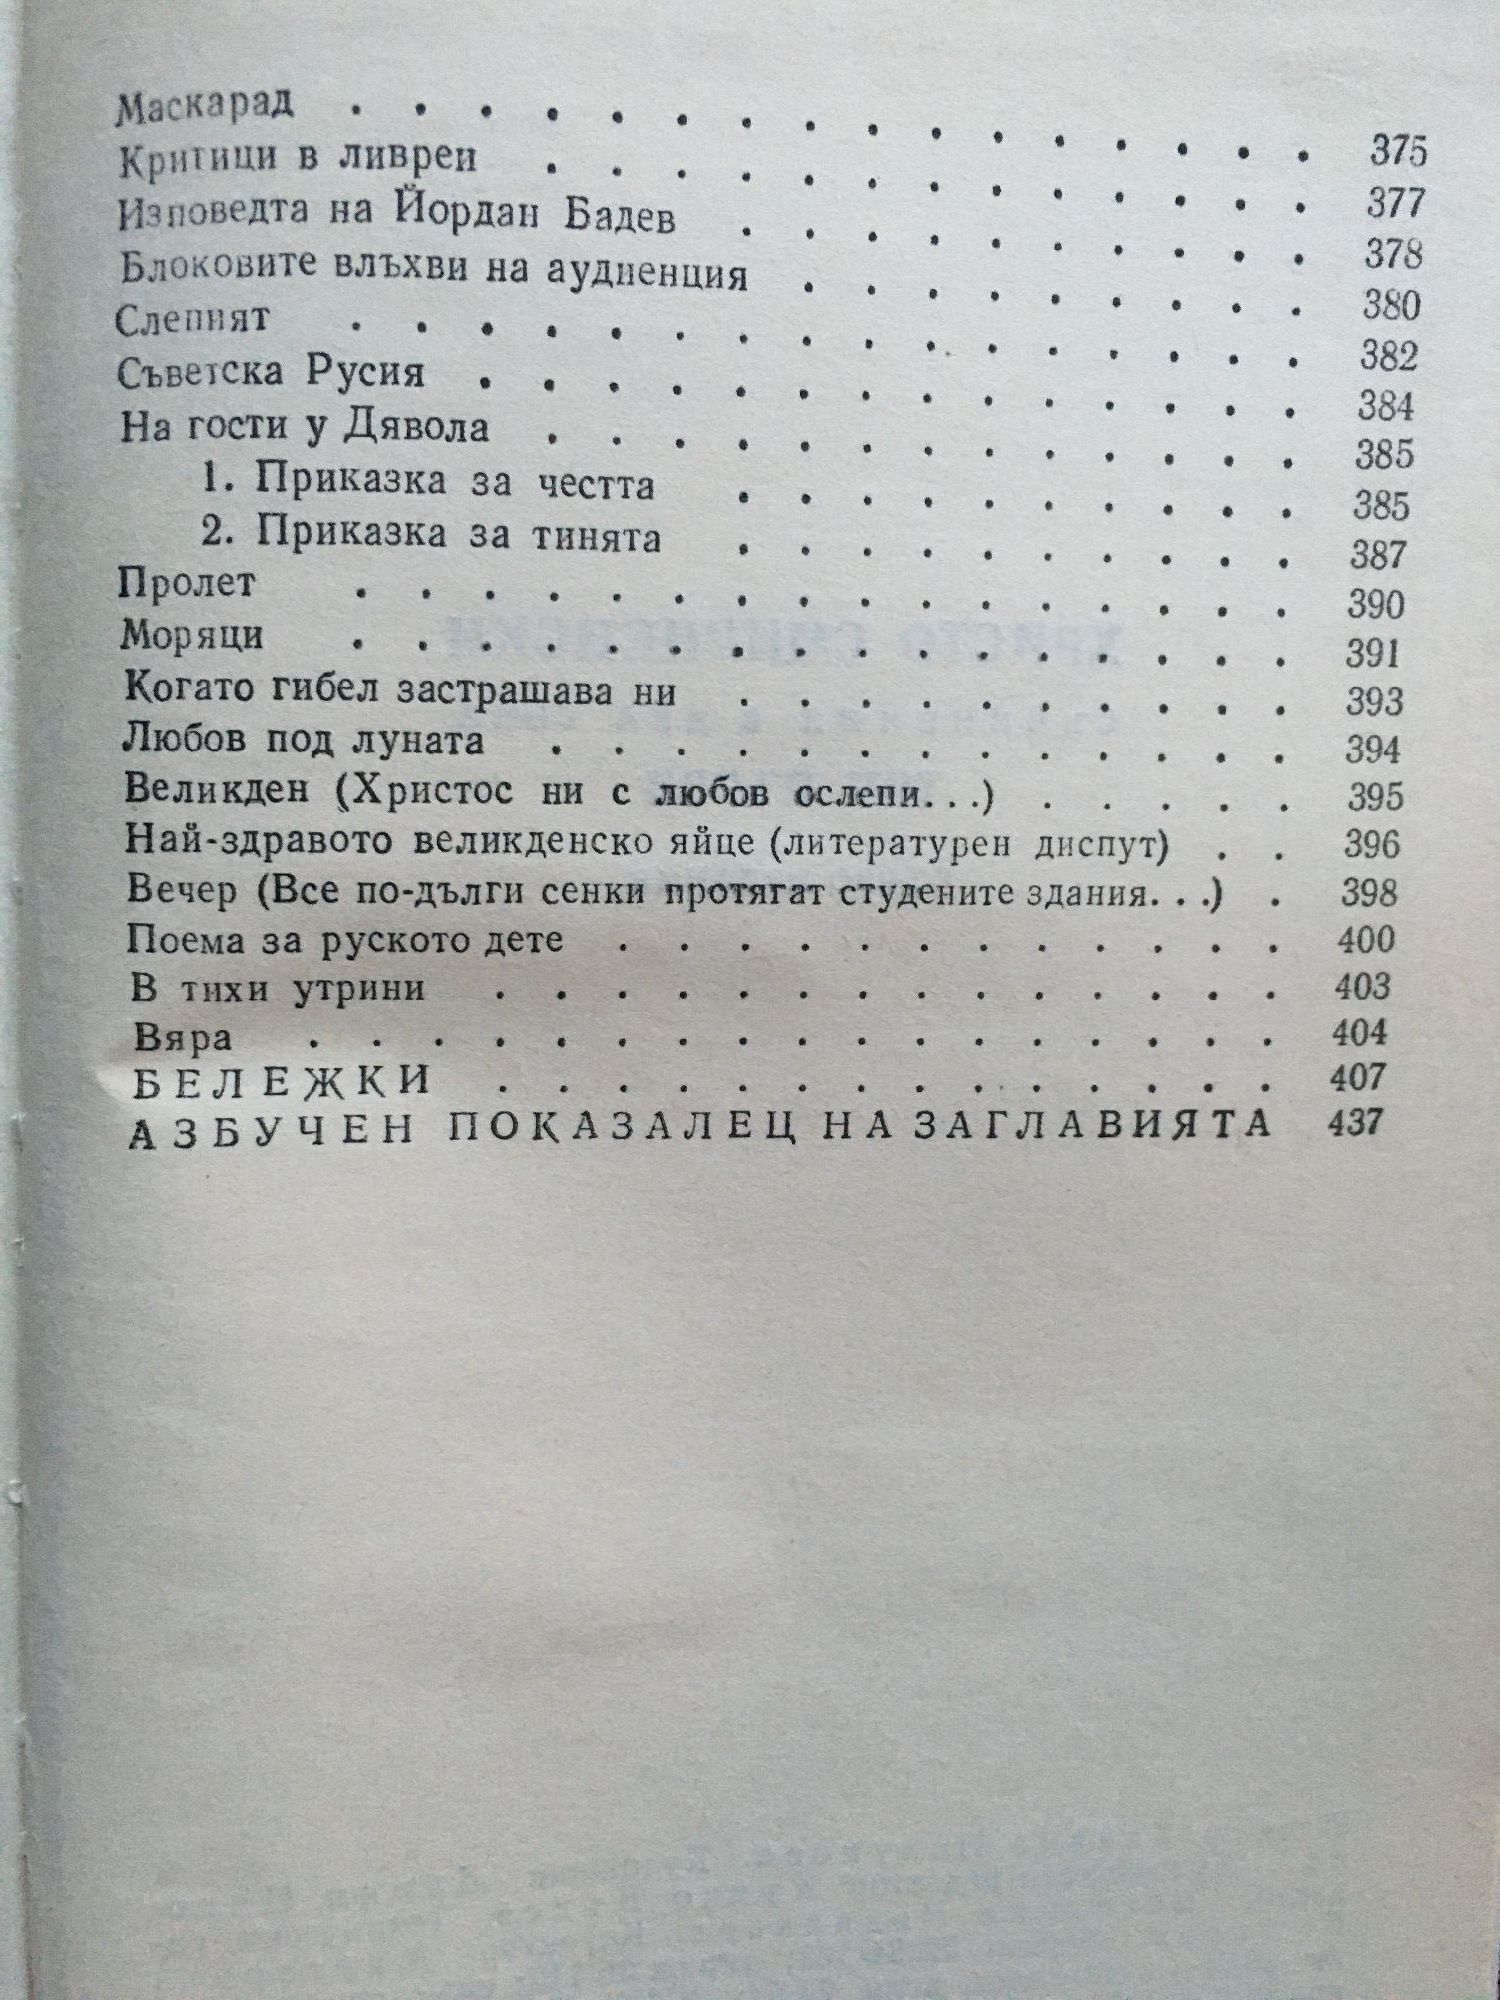 Маскарад . . . . . . . . . . . . . . . . 375
Критици в ливреи . . . . . . . . . . . . . 377
Изповедта на Йордан Бадев . . . . . . . . . . 378
Блоковите влъхви на аудиенция . . . . . . . . . 380
Слепият . . . . . . . . . . . . . . . . 382
Съветска Русия . . . . . . . . . . . . . . 384
На гости у Дявола . . . . . . . . . . . . . 385
1. Приказка за честта . . . . . . . . . . 385
2. Приказка за тинята . . . . . . . . . . 387
Пролет . . . . . . . . . . . . . . . . 390
Моряци . . . . . . . . . . . . . . . . 391
Когато гибел застрашава ни . . . . . . . . . . 393
Любов под луната . . . . . . . . . . . . . 394
Великден (Христос ни с любов ослепи. . .) . . . . . 395
Най-здравото великденско яйце (литературен диспут) . . 396
Вечер (Все по-дълги сенки протягат студените здания. . .) . 398
Поема за руското дете . . . . . . . . . . . . 400
В тихи утрини . . . . . . . . . . . . . . 403
Вяра . . . . . . . . . . . . . . . . . 404
БЕЛЕЖКИ . . . . . . . . . . . . . . 407
АЗБУЧЕН ПОКАЗАЛЕЦ НА ЗАГЛАВИЯТА 437